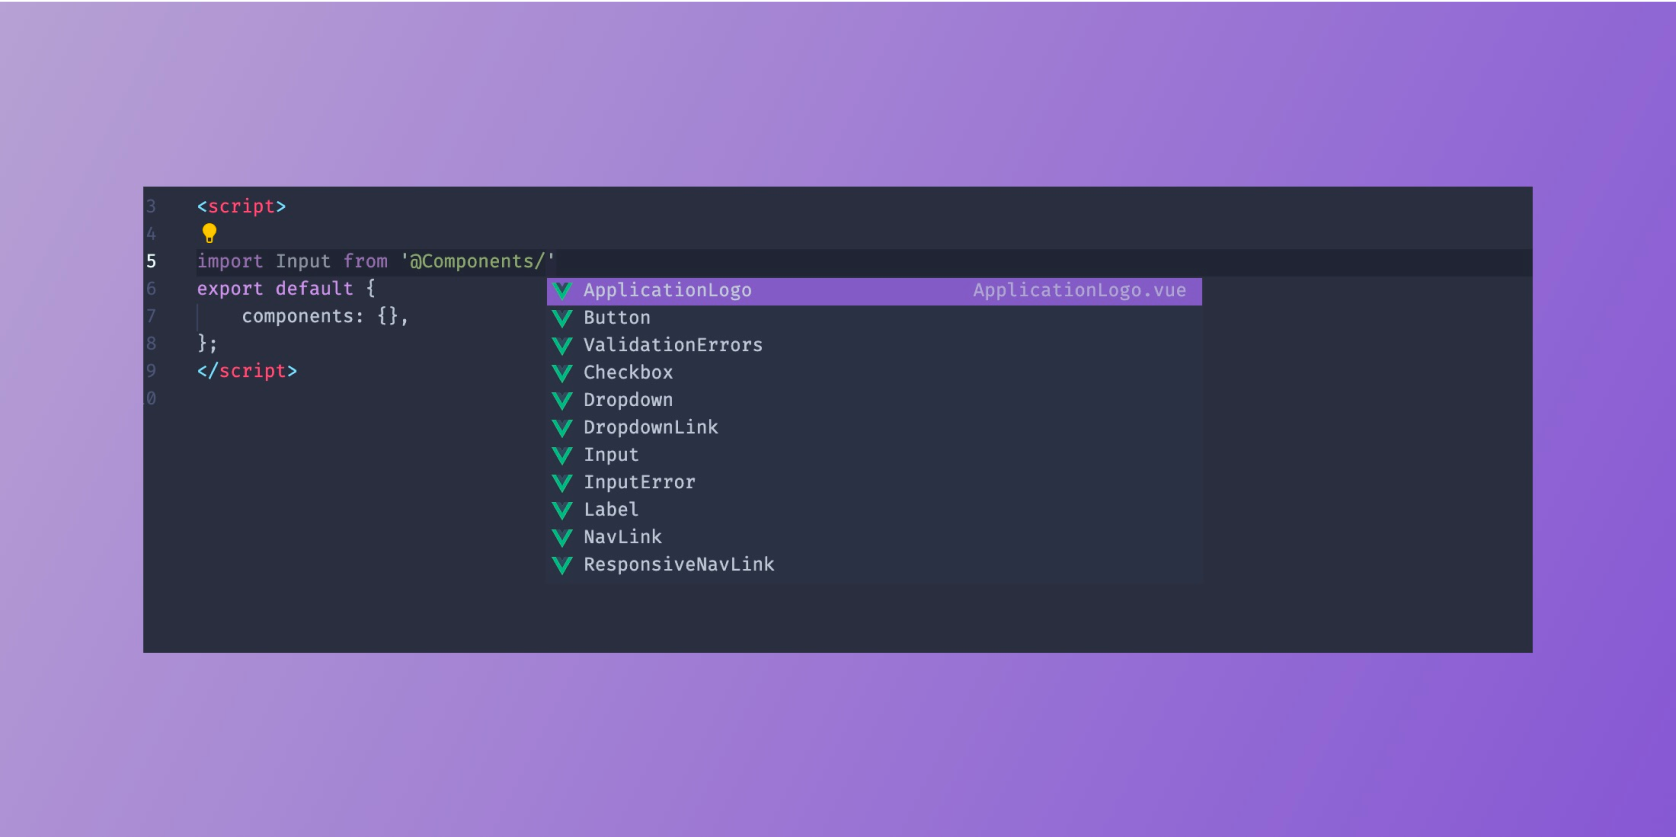 3 <script>
4
5 import Input from '@Components/'
6 export default {
ApplicationLogo ApplicationLogo.vue
7 components: {},
Button
8 };
ValidationErrors
9 </script>
Checkbox
0
Dropdown
DropdownLink
Input
InputError
Label
NavLink
ResponsiveNavLink